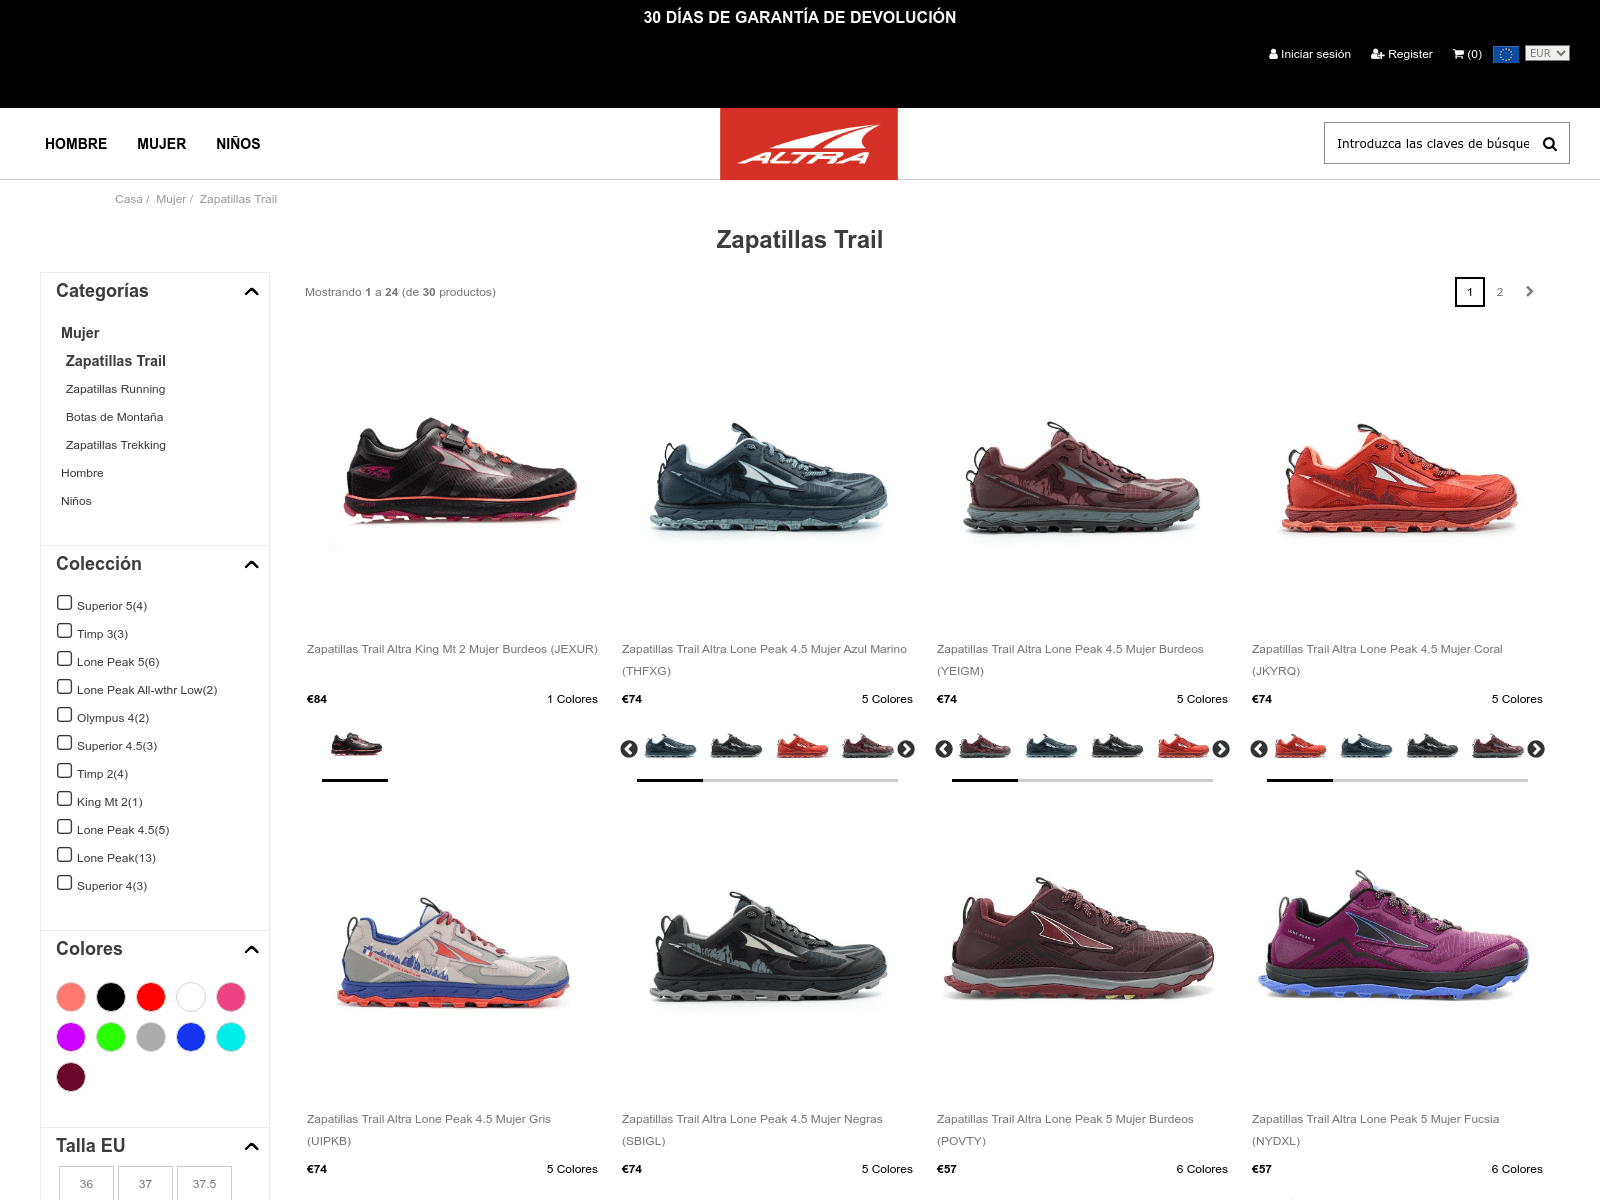 30 DÍAS DE GARANTÍA DE DEVOLUCIÓN
Iniciar sesión Register (0) EUR
HOMBRE MUJER NIÑOS
ALTRA
Introduzca las claves de búsque
Casa / Mujer / Zapatillas Trail
Zapatillas Trail
Categorías
Mujer
Zapatillas Trail
Zapatillas Running
Botas de Montaña
Zapatillas Trekking
Hombre
Niños
Colección
Superior 5(4)
Timp 3(3)
Lone Peak 5(6)
Lone Peak All-wthr Low(2)
Olympus 4(2)
Superior 4.5(3)
Timp 2(4)
King Mt 2(1)
Lone Peak 4.5(5)
Lone Peak(13)
Superior 4(3)
Colores
Talla EU
36 37 37.5
Mostrando 1 a 24 (de 30 productos)
1 2
Zapatillas Trail Altra King Mt 2 Mujer Burdeos (JEXUR)
€84 1 Colores
Zapatillas Trail Altra Lone Peak 4.5 Mujer Azul Marino
(THFXG)
€74 5 Colores
Zapatillas Trail Altra Lone Peak 4.5 Mujer Burdeos
(YEIGM)
€74 5 Colores
Zapatillas Trail Altra Lone Peak 4.5 Mujer Coral
(JKYRQ)
€74 5 Colores
Zapatillas Trail Altra Lone Peak 4.5 Mujer Gris
(UIPKB)
€74 5 Colores
Zapatillas Trail Altra Lone Peak 4.5 Mujer Negras
(SBIGL)
€74 5 Colores
Zapatillas Trail Altra Lone Peak 5 Mujer Burdeos
(POVTY)
€57 6 Colores
Zapatillas Trail Altra Lone Peak 5 Mujer Fucsia
(NYDXL)
€57 6 Colores